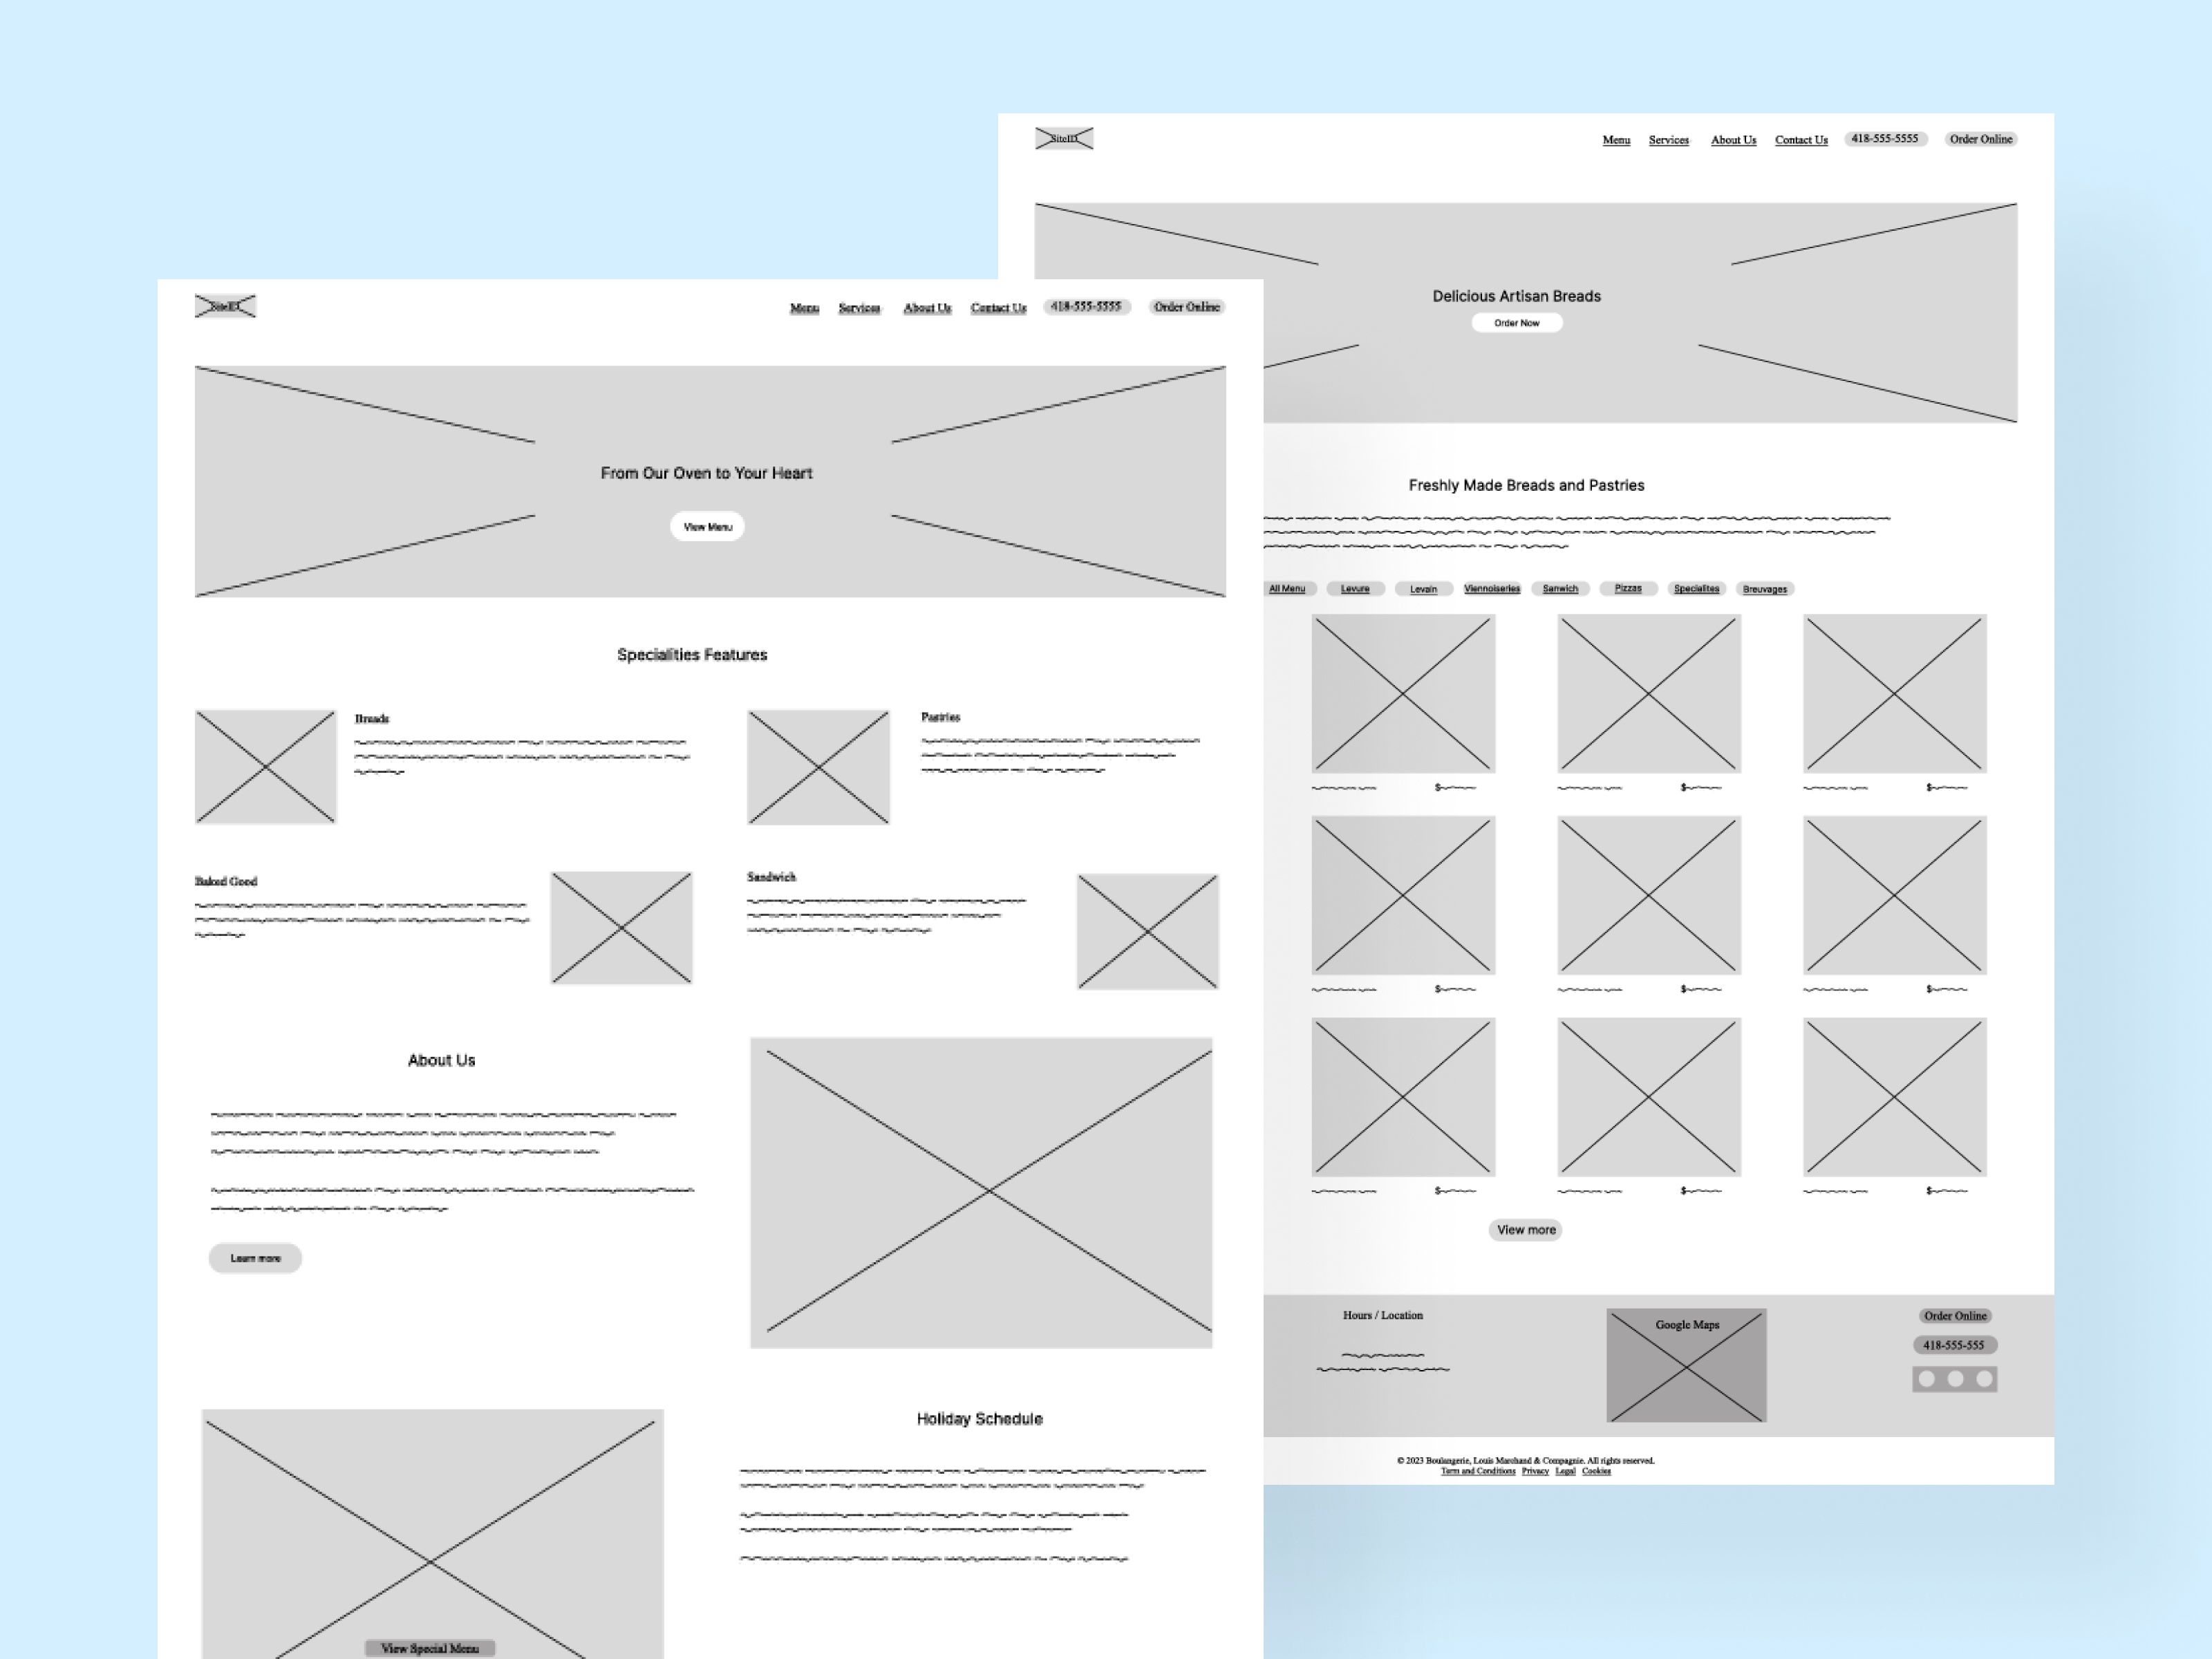 SiteID
Menu Services About Us Contact Us 418-555-5555 Order Online
From Our Oven to Your Heart
View Menu
Specialities Features
Breads
Pastries
Baked Good
Sandwich
About Us
Learn more
Holiday Schedule
View Special Menu
SiteID
Menu Services About Us Contact Us 418-555-5555 Order Online
Delicious Artisan Breads
Order Now
Freshly Made Breads and Pastries
All Menu Levure Levain Viennoiseries Sanwich Pizzas Specialites Breuvages
$ $ $
$ $ $
$ $ $
View more
Hours / Location
Google Maps
Order Online
418-555-555
© 2023 Boulangerie, Louis Marchand & Compagnie. All rights reserved.
Term and Conditions Privacy Legal Cookies